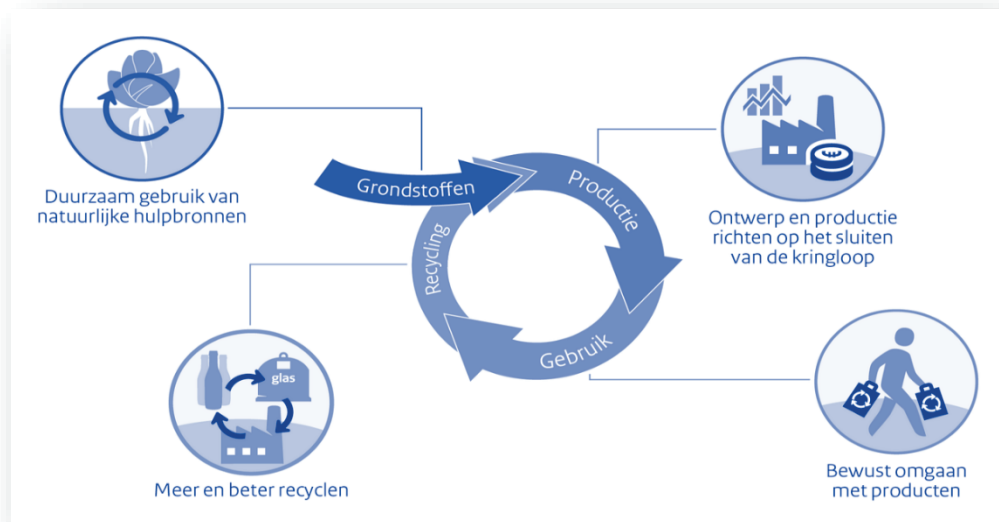 Duurzaam gebruik van
natuurlijke hulpbronnen
Grondstoffen
Productie
Ontwerp en productie
richten op het sluiten
van de kringloop
Recycling
Gebruik
glas
Meer en beter recyclen
Bewust omgaan
met producten